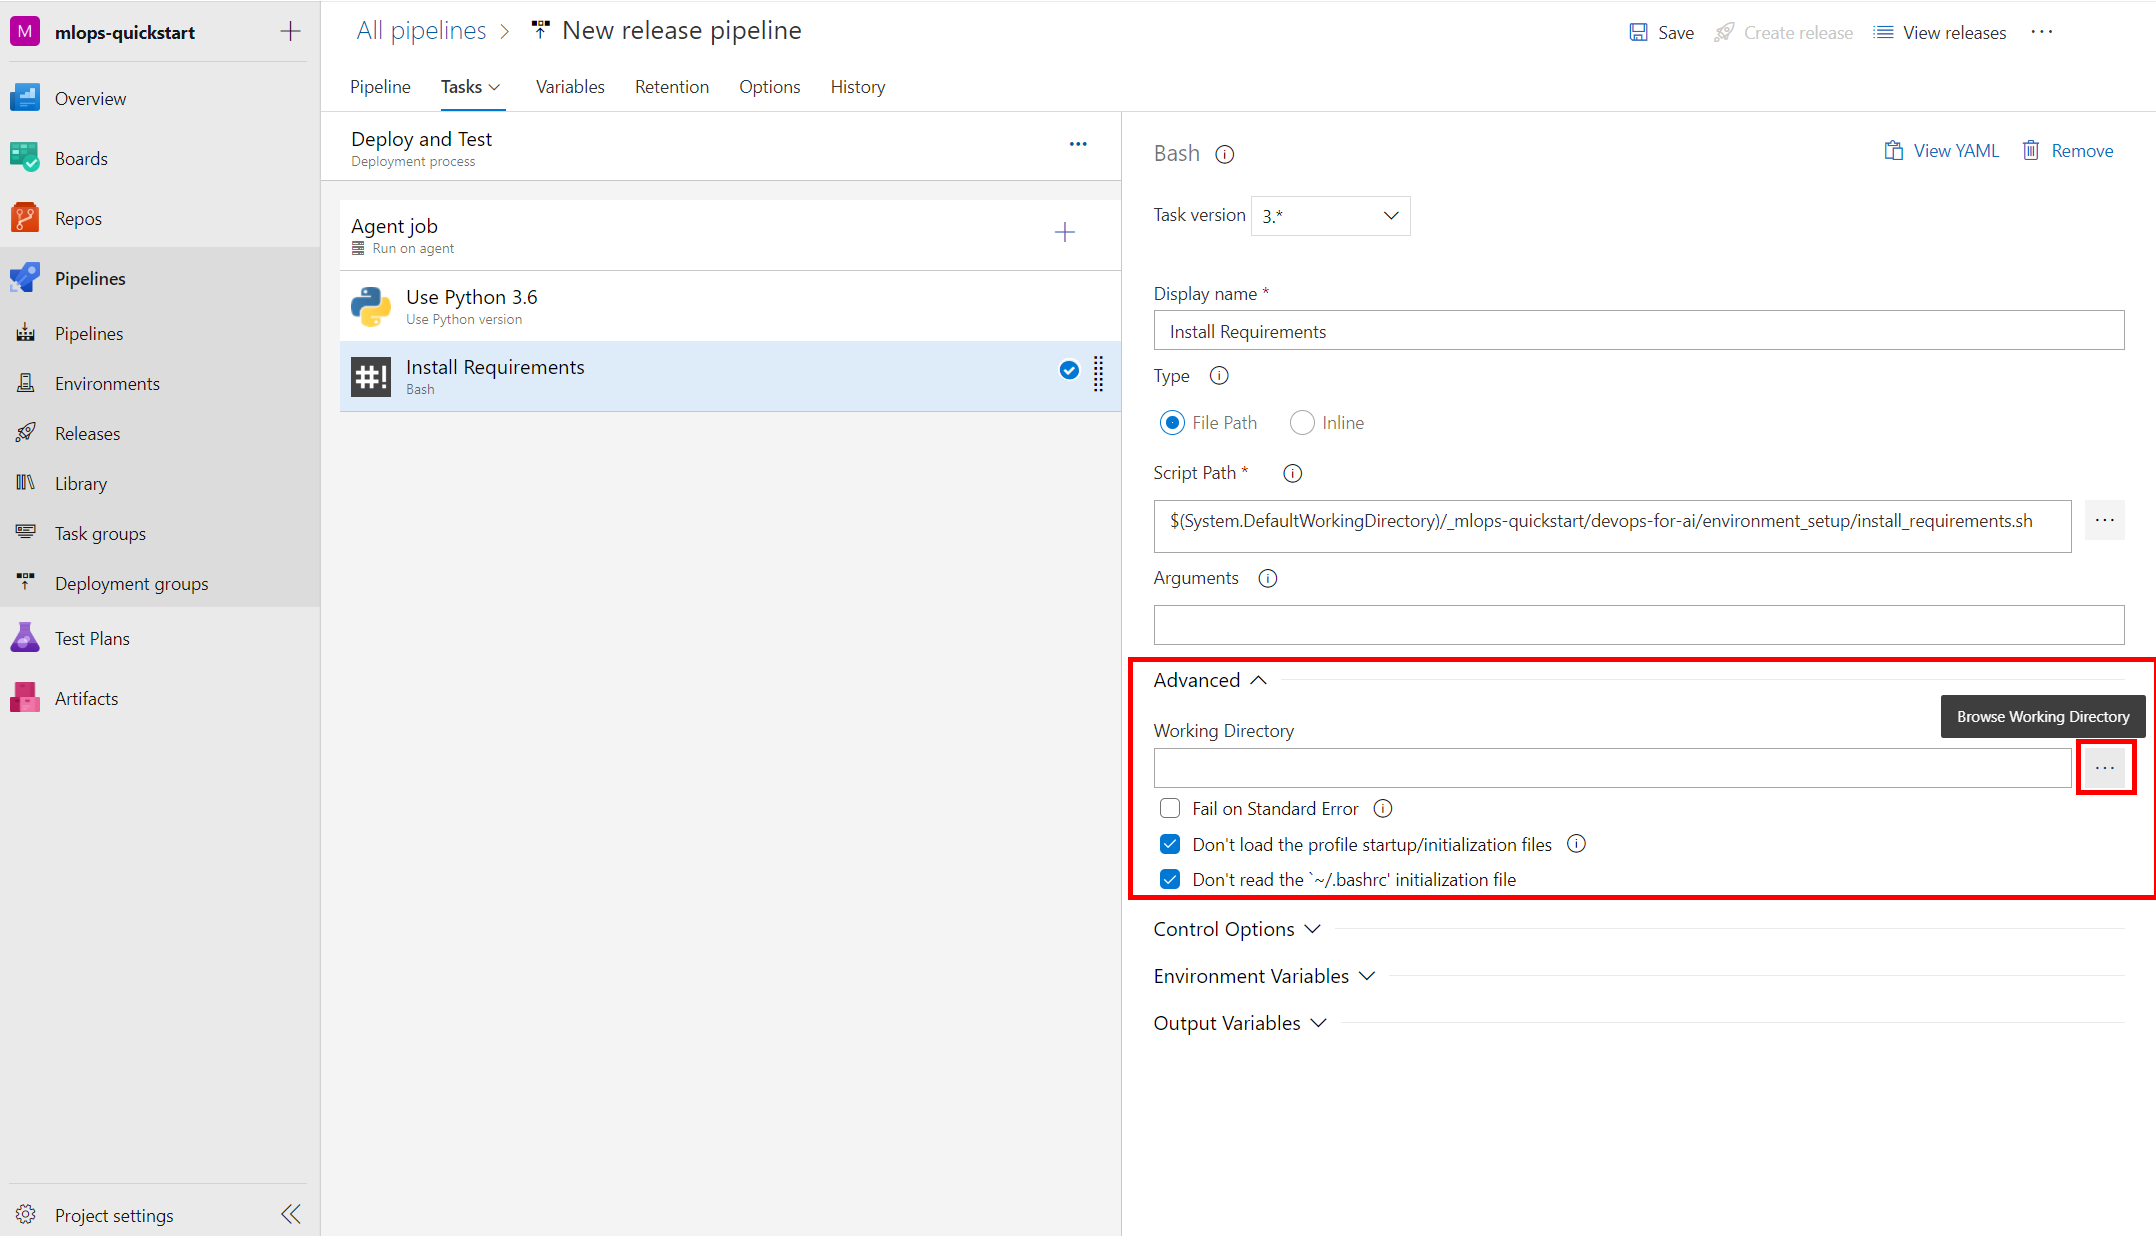 M mlops-quickstart
Overview
Boards
Repos
Pipelines
Pipelines
Environments
Releases
Library
Task groups
Deployment groups
Test Plans
Artifacts
Project settings
All pipelines > New release pipeline
Save Create release View releases ...
Pipeline Tasks Variables Retention Options History
Deploy and Test
Deployment process
...
Agent job
Run on agent
Use Python 3.6
Use Python version
#! Install Requirements
Bash
Bash View YAML Remove
Task version 3.*
Display name *
Install Requirements
Type
File Path Inline
Script Path *
$(System.DefaultWorkingDirectory)/_mlops-quickstart/devops-for-ai/environment_setup/install_requirements.sh ...
Arguments
Advanced
Browse Working Directory
Working Directory
...
Fail on Standard Error
Don't load the profile startup/initialization files
Don't read the `~/.bashrc' initialization file
Control Options
Environment Variables
Output Variables